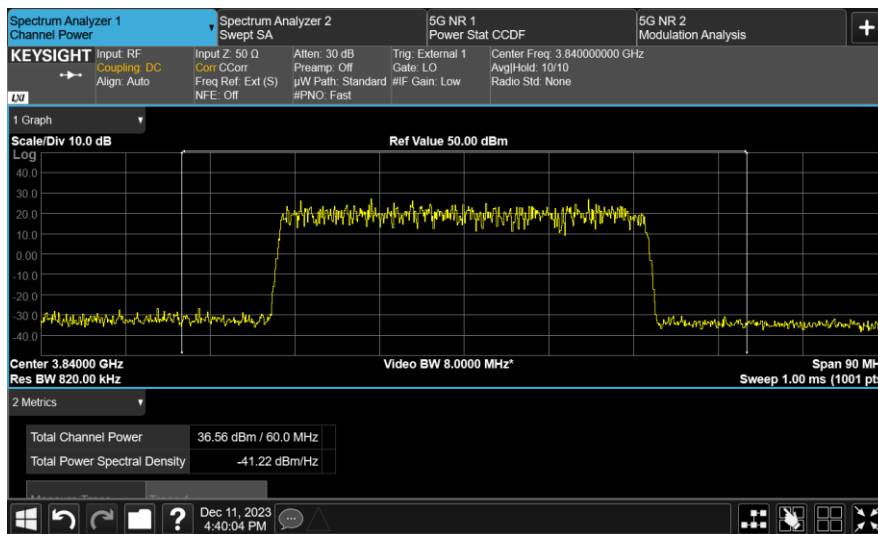 Spectrum Analyzer 1
Channel Power
Spectrum Analyzer 2
Swept SA
5G NR 1
Power Stat CCDF
5G NR 2
Modulation Analysis
KEYSIGHT
Input: RF
Coupling: DC
Align: Auto
LXI
Input Z: 50 Ω
Corr CCorr
Freq Ref: Ext (S)
NFE: Off
Atten: 30 dB
Preamp: Off
µW Path: Standard
#PNO: Fast
Trig: External 1
Gate: LO
#IF Gain: Low
Center Freq: 3.840000000 GHz
Avg|Hold: 10/10
Radio Std: None
1 Graph
Scale/Div 10.0 dB
Ref Value 50.00 dBm
Log
40.0
30.0
20.0
10.0
0.00
-10.0
-20.0
-30.0
-40.0
Center 3.84000 GHz
Video BW 8.0000 MHz*
Span 90 MH
Res BW 820.00 kHz
Sweep 1.00 ms (1001 pts
2 Metrics
Total Channel Power 36.56 dBm / 60.0 MHz
Total Power Spectral Density -41.22 dBm/Hz
Dec 11, 2023
4:40:04 PM